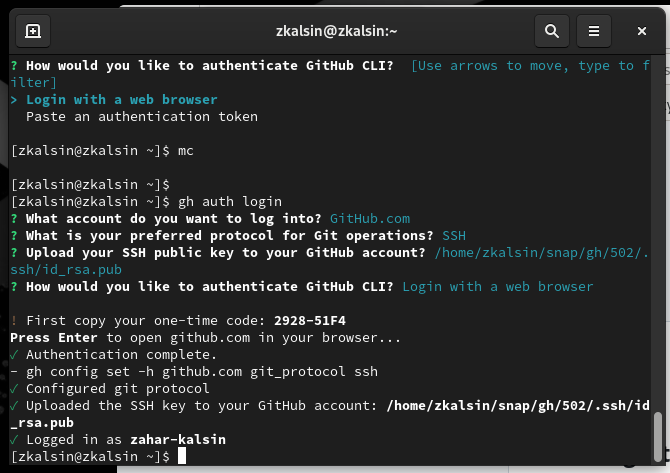 zkalsin@zkalsin:~
? How would you like to authenticate GitHub CLI?  [Use arrows to move, type to f
ilter]
> Login with a web browser
  Paste an authentication token
[zkalsin@zkalsin ~]$ mc
[zkalsin@zkalsin ~]$
[zkalsin@zkalsin ~]$ gh auth login
? What account do you want to log into? GitHub.com
? What is your preferred protocol for Git operations? SSH
? Upload your SSH public key to your GitHub account? /home/zkalsin/snap/gh/502/.
ssh/id_rsa.pub
? How would you like to authenticate GitHub CLI? Login with a web browser
! First copy your one-time code: 2928-51F4
Press Enter to open github.com in your browser...
✓ Authentication complete.
- gh config set -h github.com git_protocol ssh
✓ Configured git protocol
✓ Uploaded the SSH key to your GitHub account: /home/zkalsin/snap/gh/502/.ssh/id
_rsa.pub
✓ Logged in as zahar-kalsin
[zkalsin@zkalsin ~]$